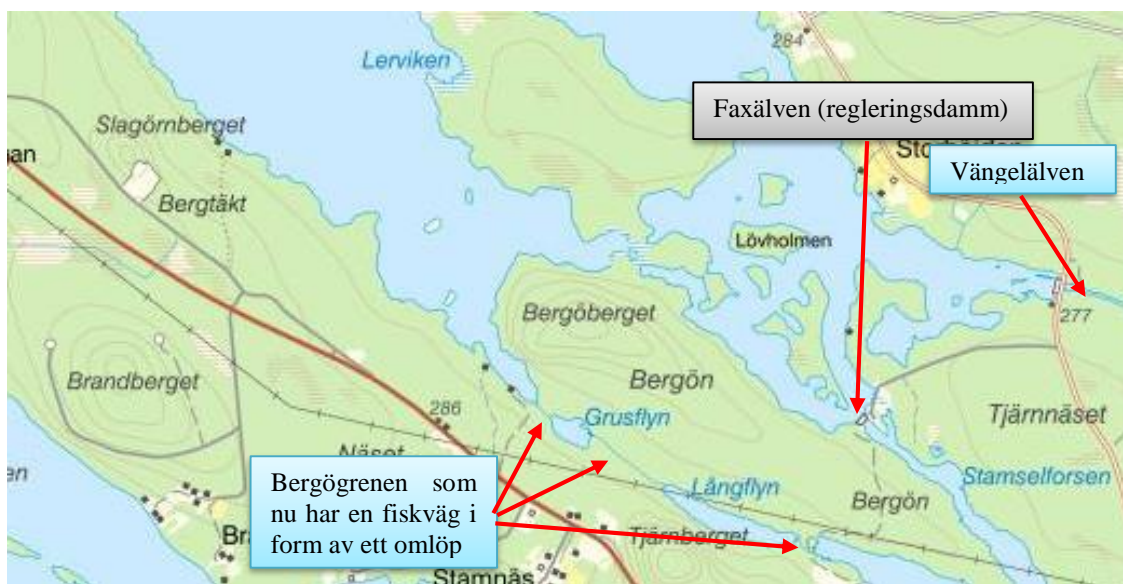 Lerviken
284
Faxälven (regleringsdamm)
Slagörnberget
Vängelälven
Bergtäkt
Lövholmen
Bergöberget
277
Brandberget
Bergön
286
Grusflyn
Tjärnnäset
Näset
Stamselforsen
Långflyn
Bergön
Bergögrenen som
nu har en fiskväg i
form av ett omlöp
Tjärnberget
Stamnäs